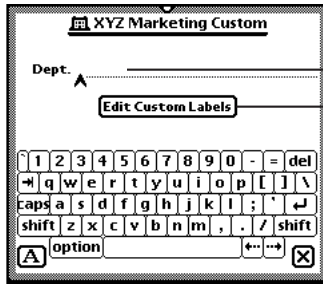 XYZ Marketing Custom
Dept.
Edit Custom Labels
` 1 2 3 4 5 6 7 8 9 0 - = del
q w e r t y u i o p [ ] \
caps a s d f g h j k l ; '
shift z x c v b n m , . / shift
A option